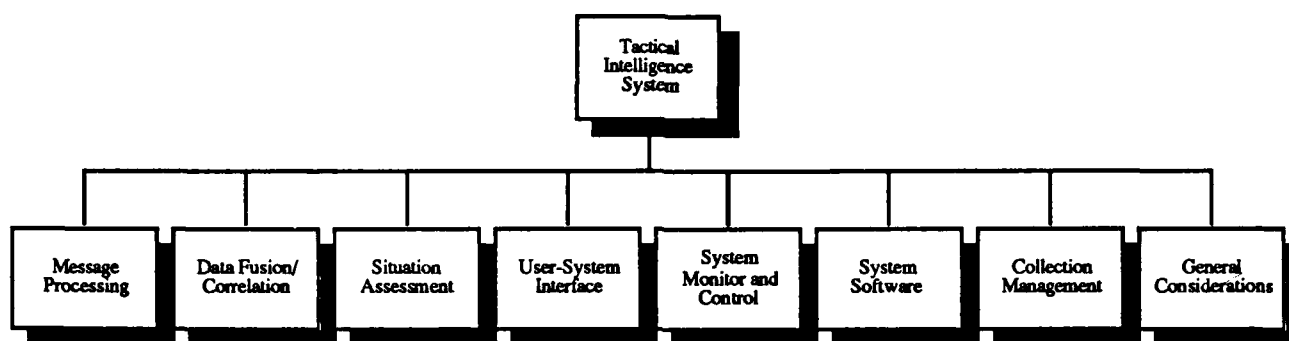 Tactical
Intelligence
System
Message
Processing
Data Fusion/
Correlation
Situation
Assessment
User-System
Interface
System
Monitor and
Control
System
Software
Collection
Management
General
Considerations